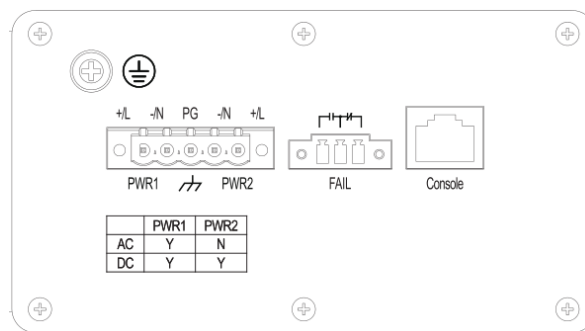 +/L -/N PG -/N +/L
PWR1 PWR2 FAIL Console
PWR1 PWR2
AC Y N
DC Y Y